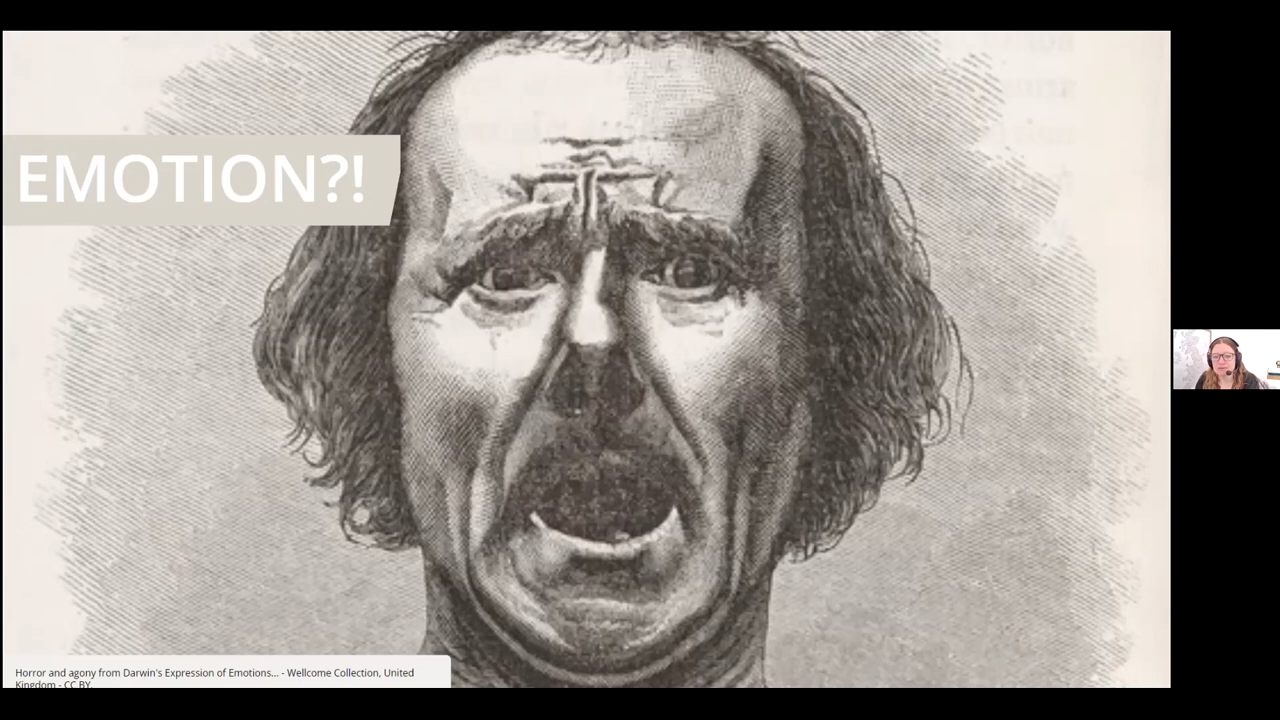 EMOTION?!
Horror and agony from Darwin's Expression of Emotions... - Wellcome Collection, United
Kingdom - CC BY.